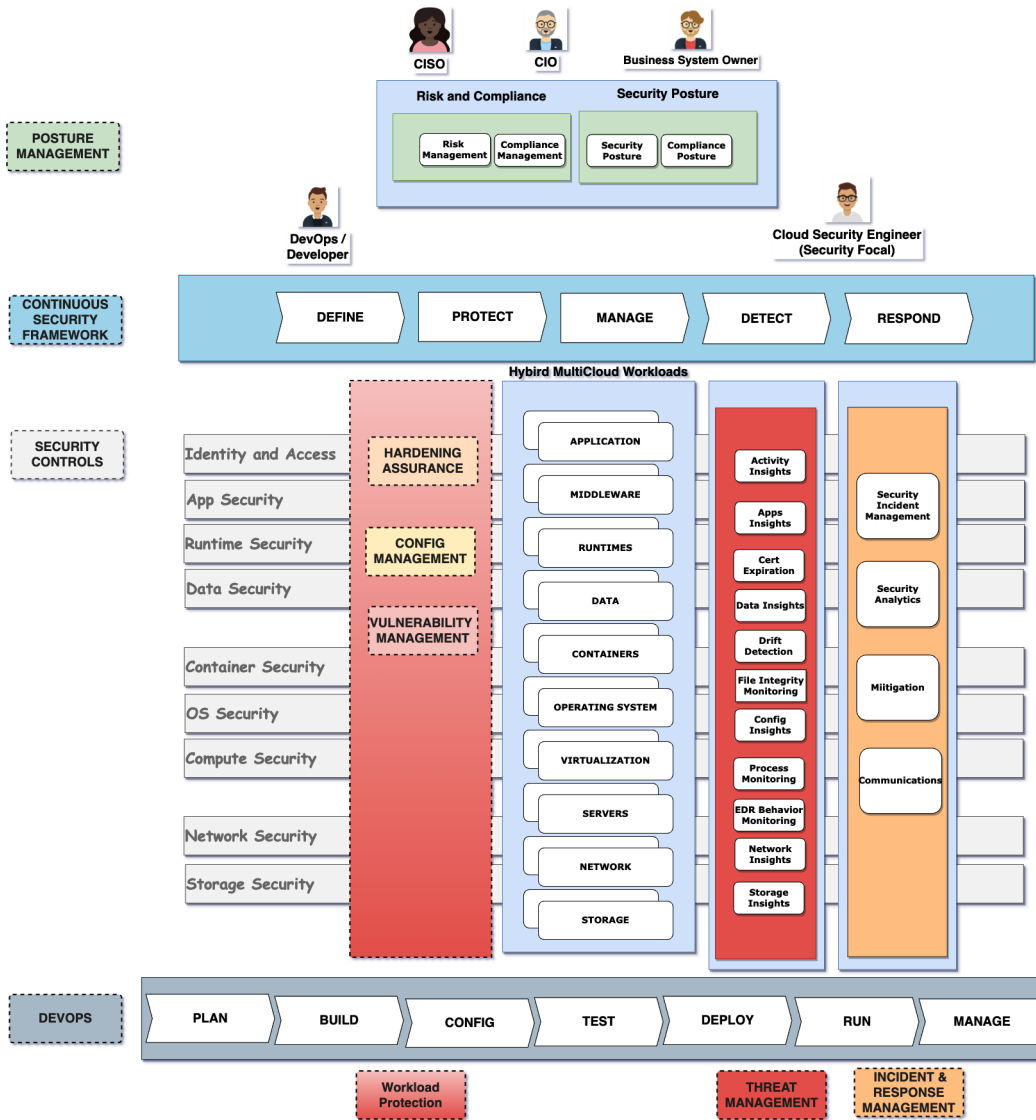 CISO
CIO
Business System Owner
Risk and Compliance
Security Posture
POSTURE
MANAGEMENT
Risk
Management
Compliance
Management
Security
Posture
Compliance
Posture
DevOps /
Developer
Cloud Security Engineer
(Security Focal)
CONTINUOUS
SECURITY
FRAMEWORK
DEFINE
PROTECT
MANAGE
DETECT
RESPOND
Hybird MultiCloud Workloads
SECURITY
CONTROLS
Identity and Access
App Security
Runtime Security
Data Security
Container Security
OS Security
Compute Security
Network Security
Storage Security
HARDENING
ASSURANCE
CONFIG
MANAGEMENT
VULNERABILITY
MANAGEMENT
APPLICATION
MIDDLEWARE
RUNTIMES
DATA
CONTAINERS
OPERATING SYSTEM
VIRTUALIZATION
SERVERS
NETWORK
STORAGE
Activity
Insights
Apps
Insights
Cert
Expiration
Data Insights
Drift
Detection
File Integrity
Monitoring
Config
Insights
Process
Monitoring
EDR Behavior
Monitoring
Network
Insights
Storage
Insights
Security
Incident
Management
Security
Analytics
Miitigation
Communications
DEVOPS
PLAN
BUILD
CONFIG
TEST
DEPLOY
RUN
MANAGE
Workload
Protection
THREAT
MANAGEMENT
INCIDENT &
RESPONSE
MANAGEMENT